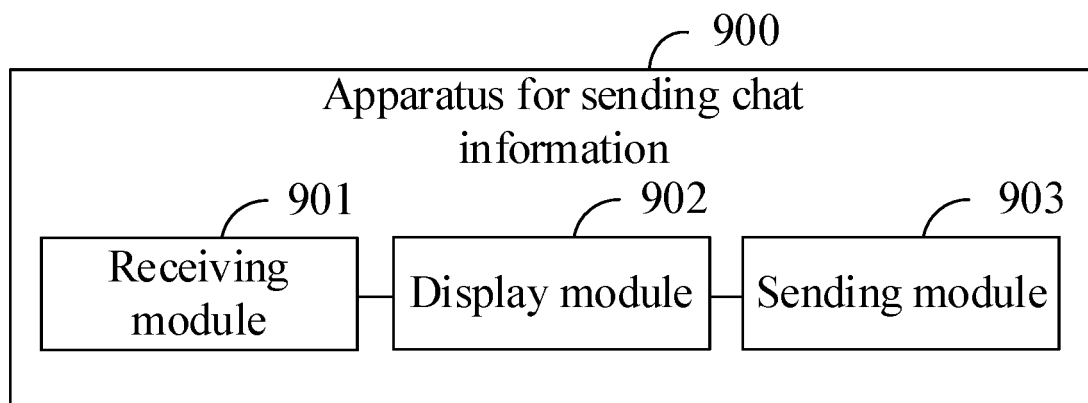 900
Apparatus for sending chat
information
901
902
903
Receiving
module
Display module
Sending module